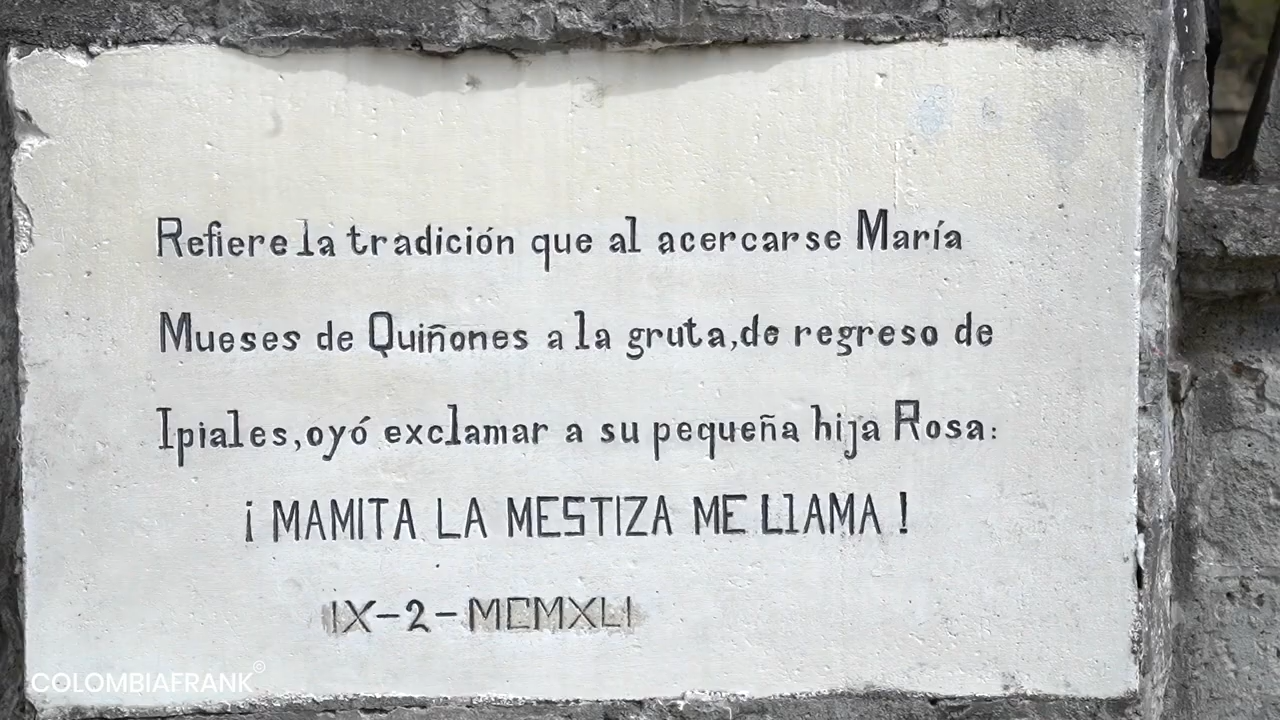 Refiere la tradición que al acercarse María
Mueses de Quiñones a la gruta,de regreso de
Ipiales,oyó exclamar a su pequeña hija Rosa:
¡ MAMITA LA MESTIZA ME LLAMA !
IX-2-MCMXLI
COLOMBIAFRANK©